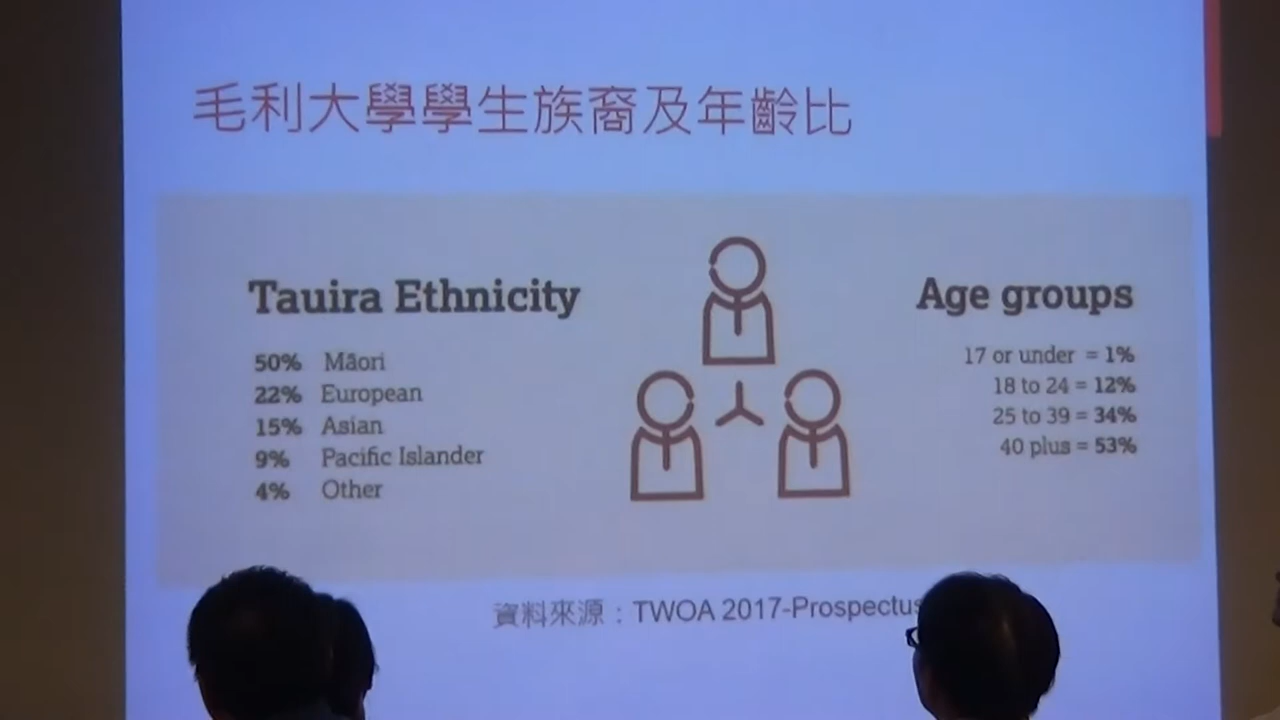 毛利大學學生族裔及年齡比
Tauira Ethnicity
50% Māori
22% European
15% Asian
9% Pacific Islander
4% Other
Age groups
17 or under = 1%
18 to 24 = 12%
25 to 39 = 34%
40 plus = 53%
資料來源：TWOA 2017-Prospectus